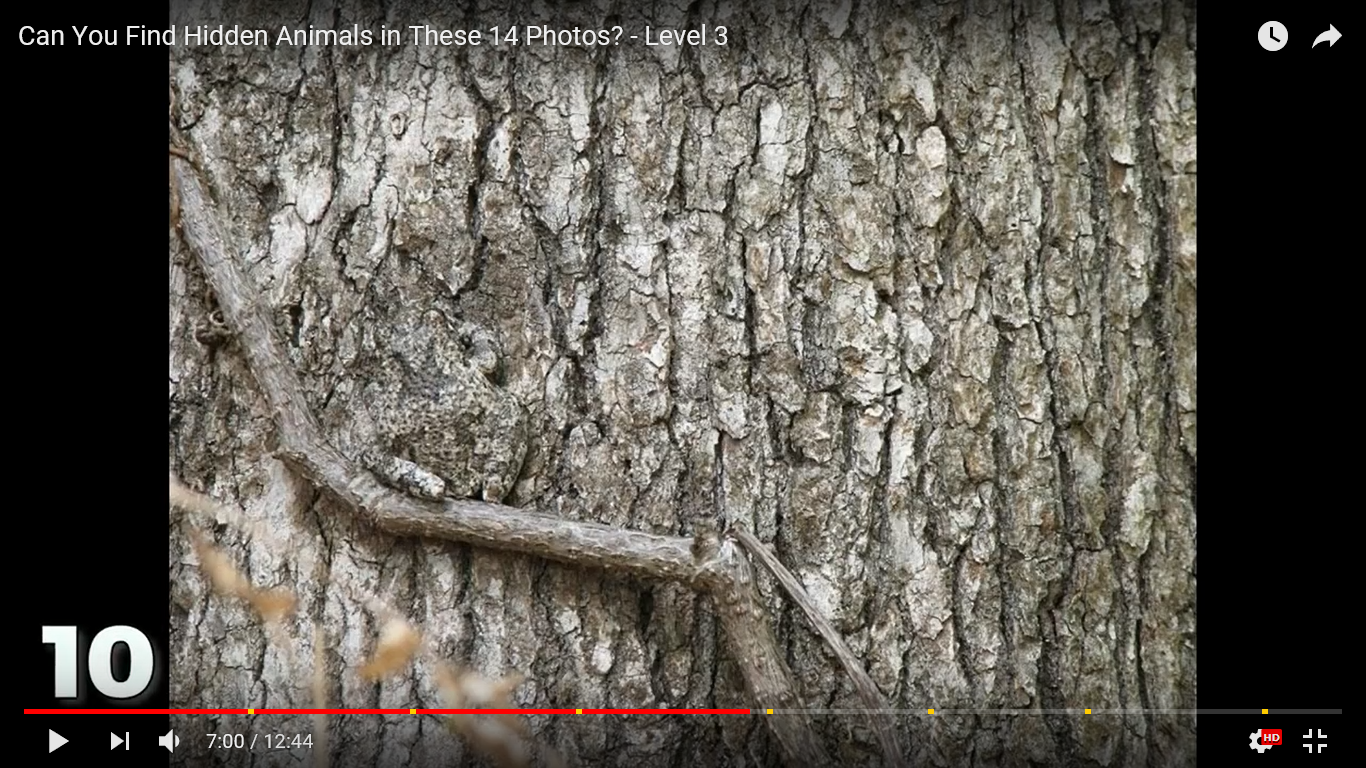 Can You Find Hidden Animals in These 14 Photos? - Level 3
10
7:00 / 12:44
HD